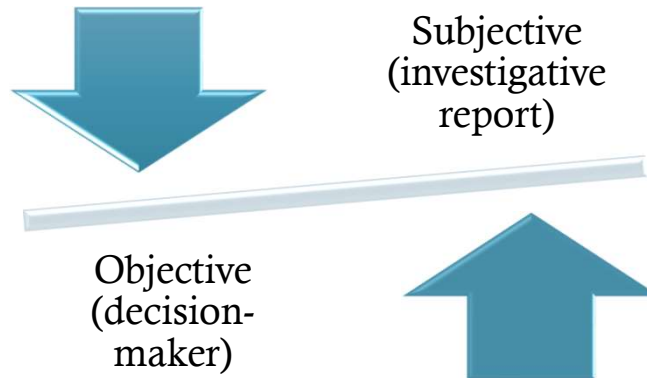 Subjective
(investigative
report)
Objective
(decision-
maker)